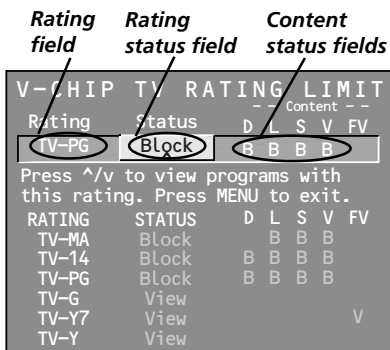 Rating field
Rating status field
Content status fields
V-CHIP TV RATING LIMIT
-- Content --
Rating Status D L S V FV
TV-PG Block B B B B
Press ^/v to view programs with
this rating. Press MENU to exit.
RATING STATUS D L S V FV
TV-MA Block B B B
TV-14 Block B B B B
TV-PG Block B B B B
TV-G View
TV-Y7 View V
TV-Y View